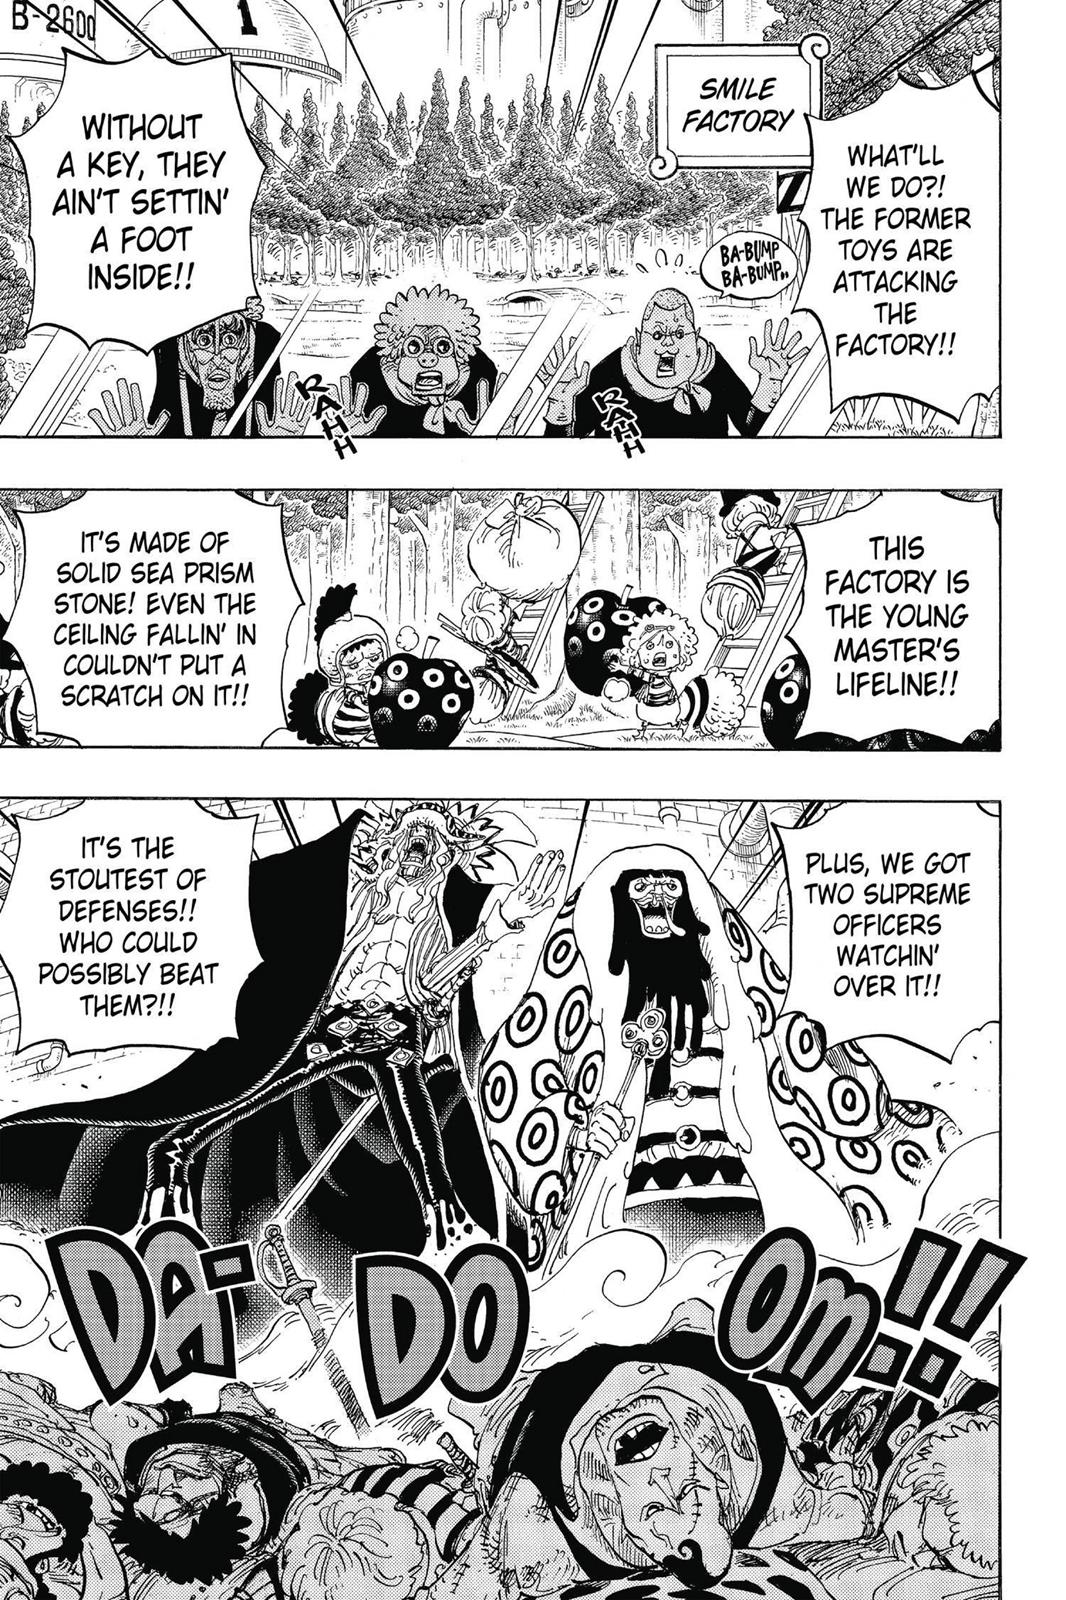 SMILE
FACTORY
WHAT'LL
WE DO?!
THE FORMER
TOYS ARE
ATTACKING
THE
FACTORY!!
BA-BUMP
BA-BUMP..
RAHH
RAHH
WITHOUT
A KEY, THEY
AIN'T SETTIN'
A FOOT
INSIDE!!
B-2600
1
THIS
FACTORY IS
THE YOUNG
MASTER'S
LIFELINE!!
IT'S MADE OF
SOLID SEA PRISM
STONE! EVEN THE
CEILING FALLIN' IN
COULDN'T PUT A
SCRATCH ON IT!!
PLUS, WE GOT
TWO SUPREME
OFFICERS
WATCHIN'
OVER IT!!
IT'S THE
STOUTEST OF
DEFENSES!!
WHO COULD
POSSIBLY BEAT
THEM?!!
DA-DOOM!!